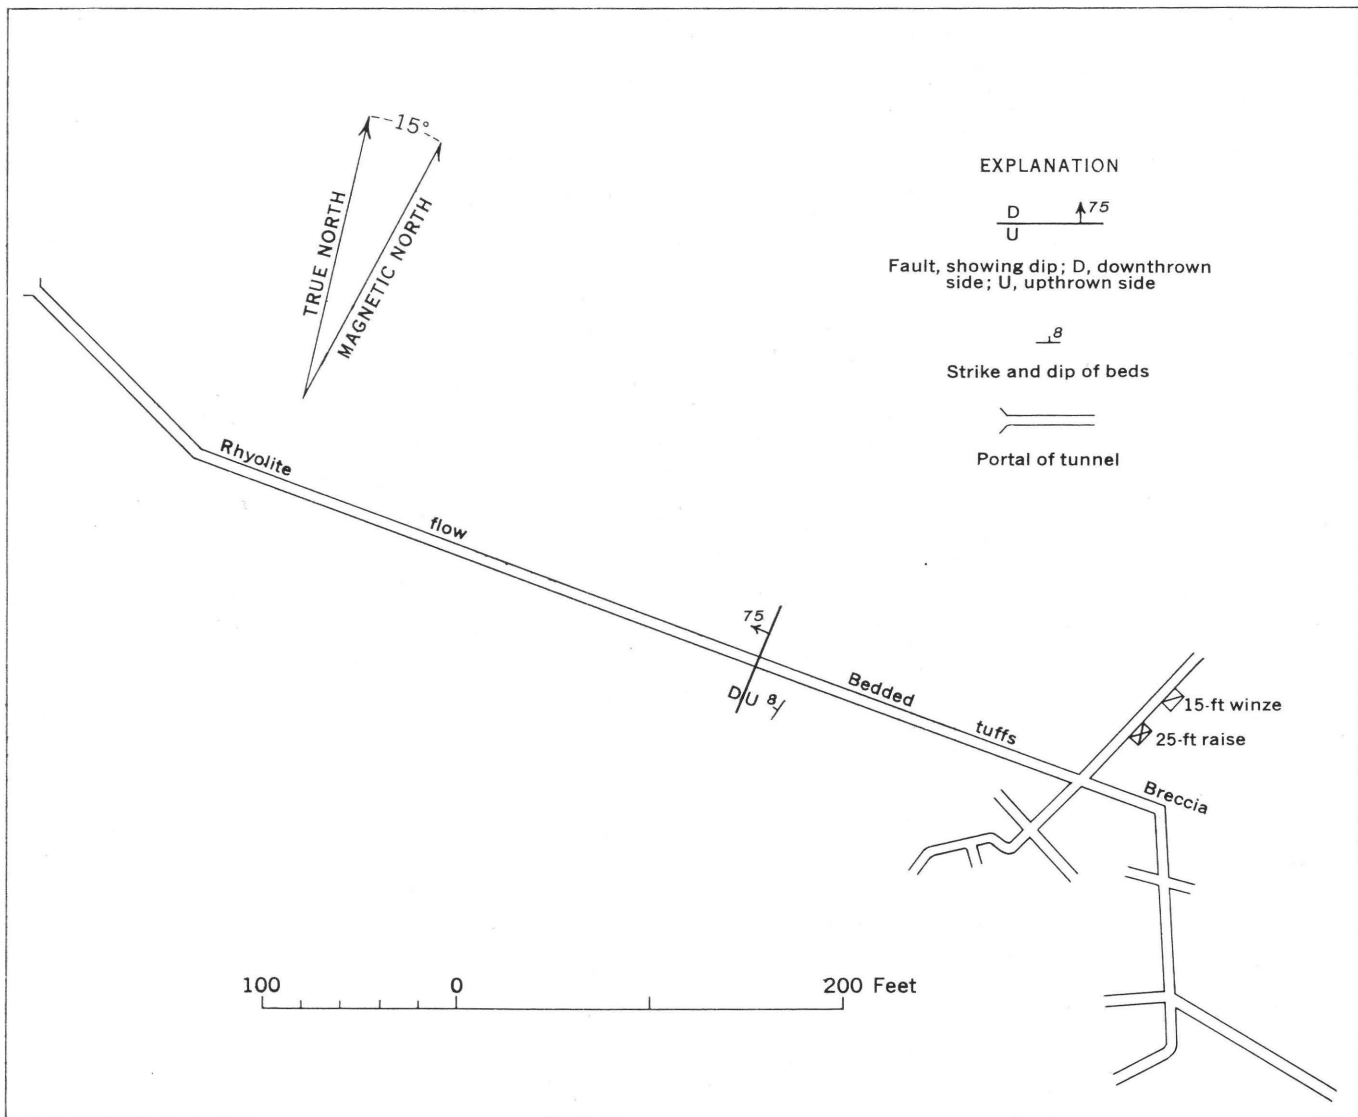 15°
TRUE NORTH
MAGNETIC NORTH
EXPLANATION
D
75
U
Fault, showing dip; D, downthrown
side; U, upthrown side
8
Strike and dip of beds
Portal of tunnel
Rhyolite
flow
75
D U 8
Bedded
tuffs
15-ft winze
25-ft raise
Breccia
100 0 200 Feet